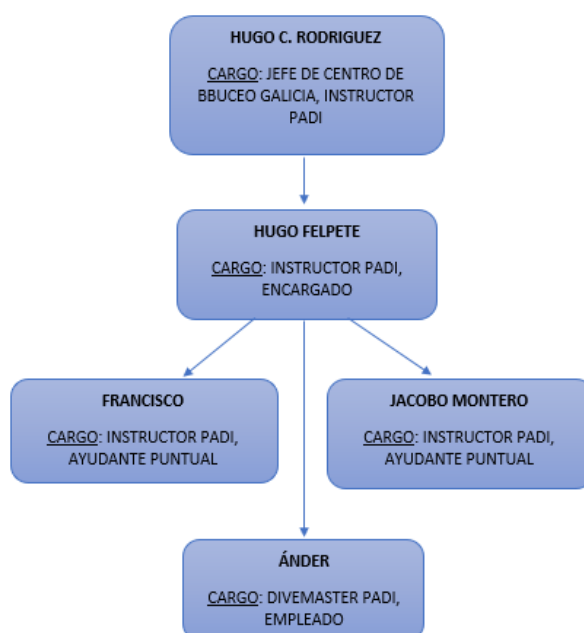 HUGO C. RODRIGUEZ
CARGO: JEFE DE CENTRO DE
BBUCEO GALICIA, INSTRUCTOR
PADI
HUGO FELPETE
CARGO: INSTRUCTOR PADI,
ENCARGADO
FRANCISCO
CARGO: INSTRUCTOR PADI,
AYUDANTE PUNTUAL
JACOBO MONTERO
CARGO: INSTRUCTOR PADI,
AYUDANTE PUNTUAL
ÁNDER
CARGO: DIVEMASTER PADI,
EMPLEADO